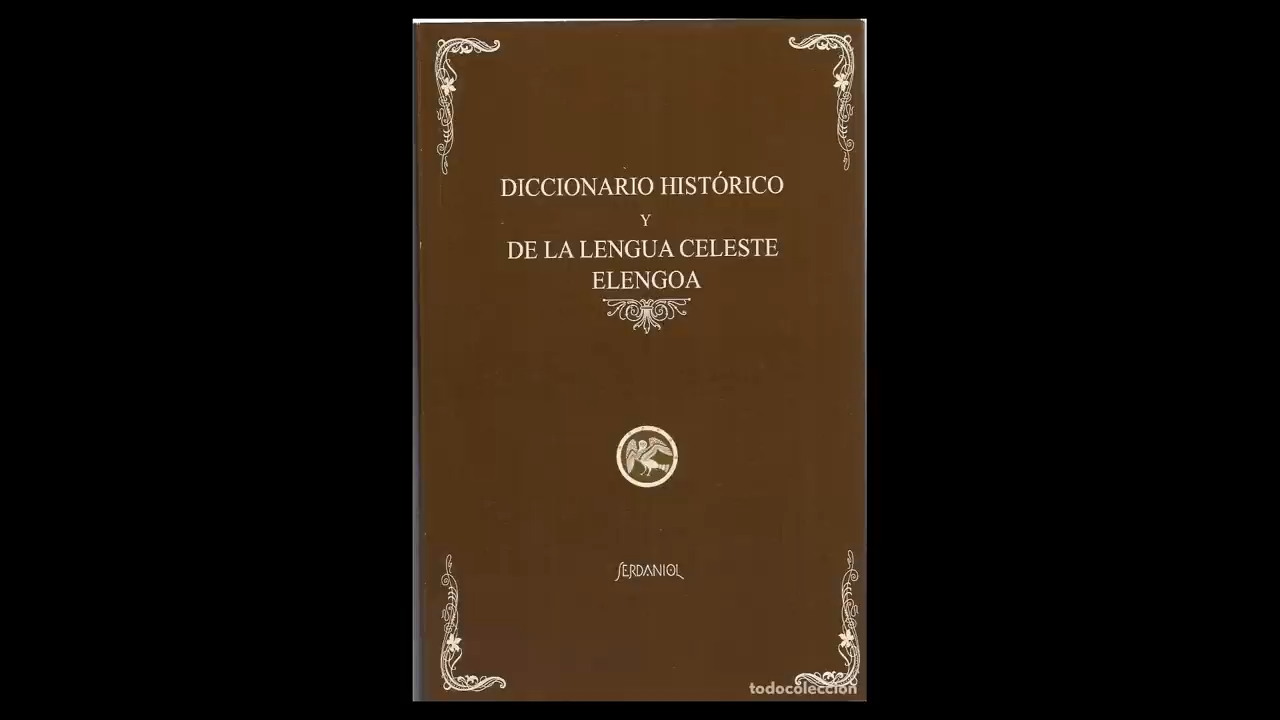 DICCIONARIO HISTÓRICO
Y
DE LA LENGUA CELESTE
ELENGOA
SERDANIOL
todocoleccion